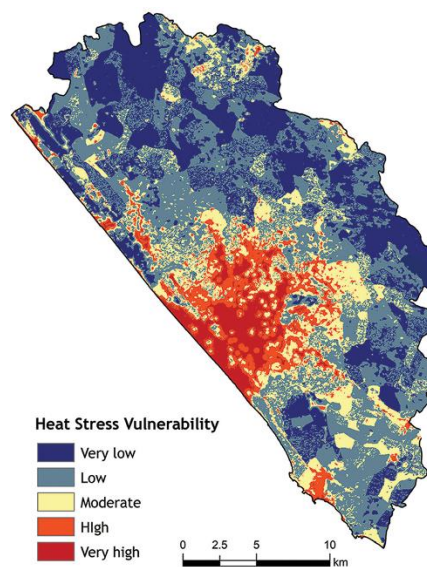 Heat Stress Vulnerability
Very low
Low
Moderate
HIgh
Very high
0 2.5 5 10
km